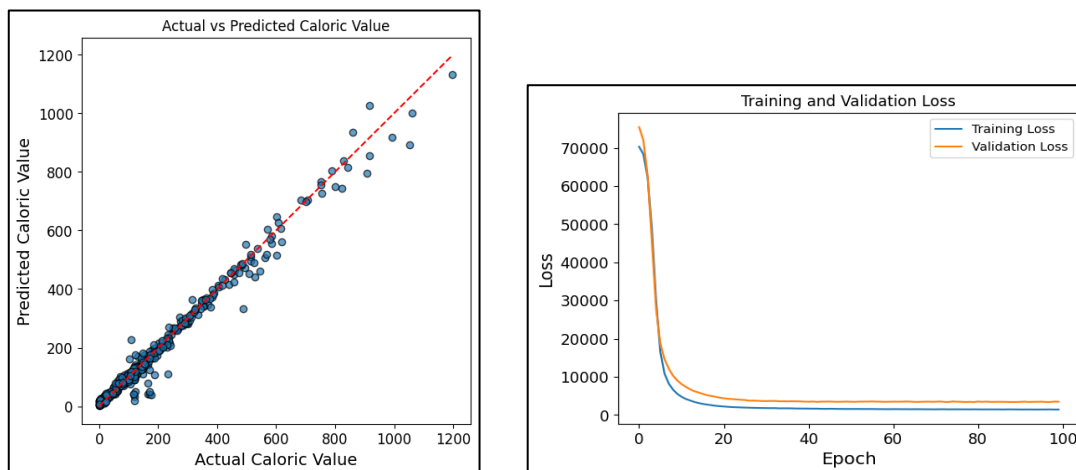 Actual vs Predicted Caloric Value
1200
1000
800
600
400
200
0
Predicted Caloric Value
0 200 400 600 800 1000 1200
Actual Caloric Value
Training and Validation Loss
Training Loss
Validation Loss
70000
60000
50000
40000
30000
20000
10000
0
Loss
0 20 40 60 80 100
Epoch